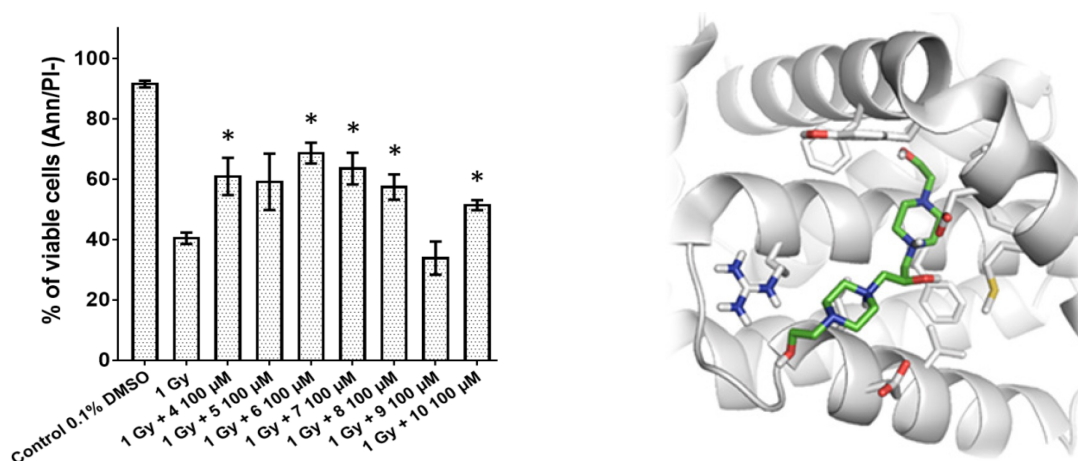 % of viable cells (Ann/PI-)
100
80
60
40
20
0
*
*
*
*
*
Control 0.1% DMSO
1 Gy
1 Gy + 4 100 µM
1 Gy + 5 100 µM
1 Gy + 6 100 µM
1 Gy + 7 100 µM
1 Gy + 8 100 µM
1 Gy + 9 100 µM
1 Gy + 10 100 µM